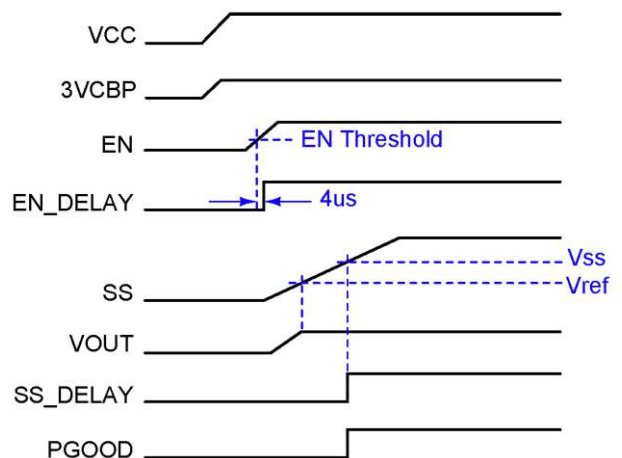 VCC
3VCBP
EN
EN Threshold
EN_DELAY
4us
SS
Vss
Vref
VOUT
SS_DELAY
PGOOD